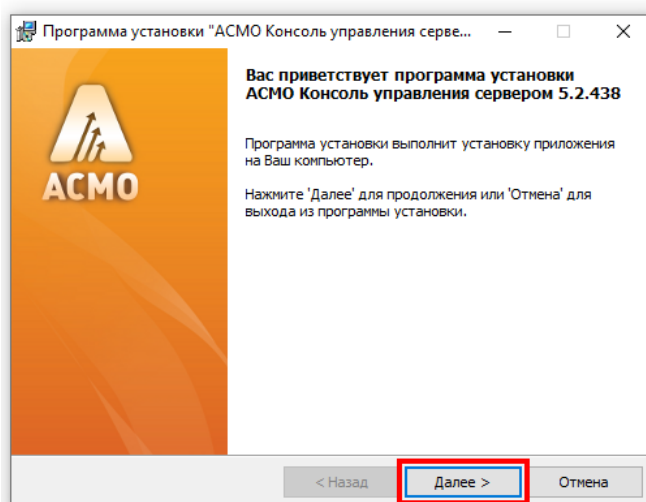 Программа установки "АСМО Консоль управления серве...
Вас приветствует программа установки
АСМО Консоль управления сервером 5.2.438
Программа установки выполнит установку приложения
на Ваш компьютер.
Нажмите 'Далее' для продолжения или 'Отмена' для
выхода из программы установки.
АСМО
< Назад
Далее >
Отмена